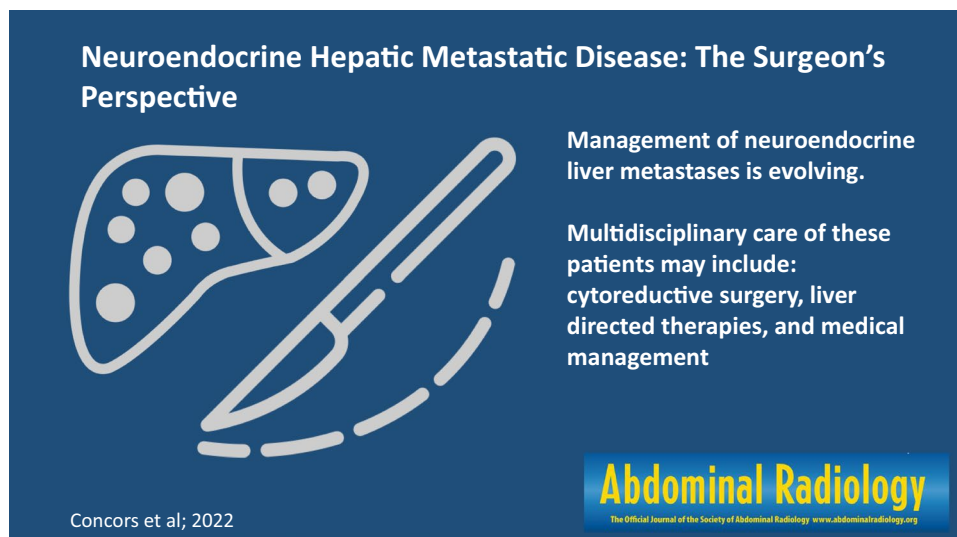 Neuroendocrine Hepatic Metastatic Disease: The Surgeon's
Perspective
Management of neuroendocrine
liver metastases is evolving.
Multidisciplinary care of these
patients may include:
cytoreductive surgery, liver
directed therapies, and medical
management
Abdominal Radiology
The Official Journal of the Society of Abdominal Radiology www.abdominalradiology.org
Concors et al; 2022